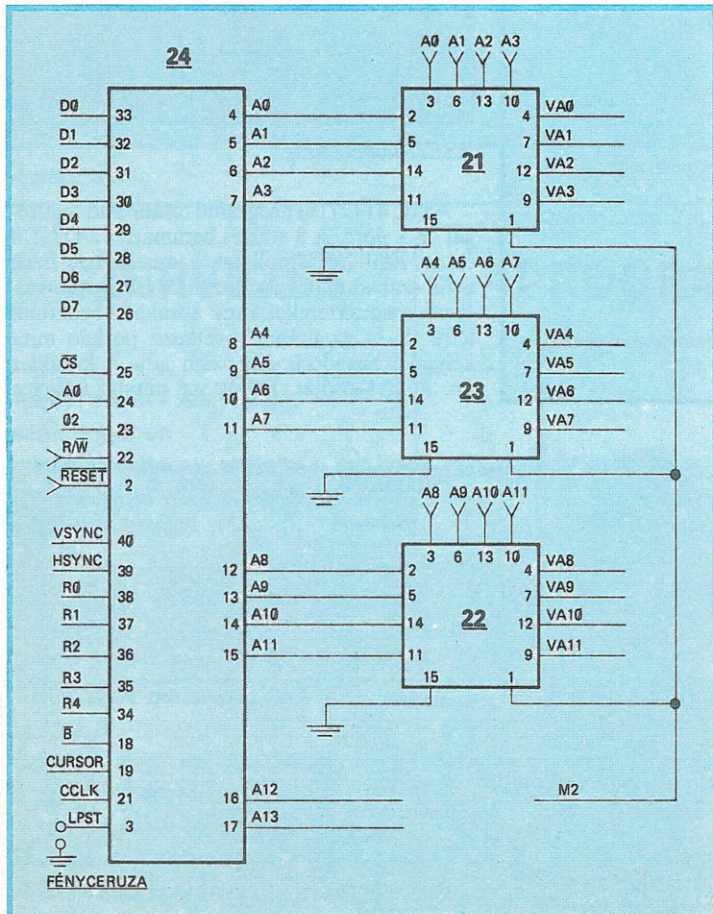 24
A0 A1 A2 A3
D0 33 4 A0 2 3 6 13 10 4 VA0
D1 32 5 A1 5 7 VA1
D2 31 6 A2 14 21 12 VA2
D3 30 7 A3 11 9 VA3
D4 29 15 1
D5 28
D6 27 A4 A5 A6 A7
D7 26 3 6 13 10
8 A4 2 4 VA4
CS 25 9 A5 5 7 VA5
A0 24 10 A6 14 23 12 VA6
02 23 11 A7 11 9 VA7
R/W 22 15 1
RESET 2
A8 A9 A10 A11
VSYNC 40 3 6 13 10
HSYNC 39 12 A8 2 4 VA8
R0 38 13 A9 5 7 VA9
R1 37 14 A10 14 22 12 VA10
R2 36 15 A11 11 9 VA11
R3 35 15 1
R4 34
B 18
CURSOR 19
CCLK 21 16 A12 M2
LPST 3 17 A13
FÉNYCERUZA